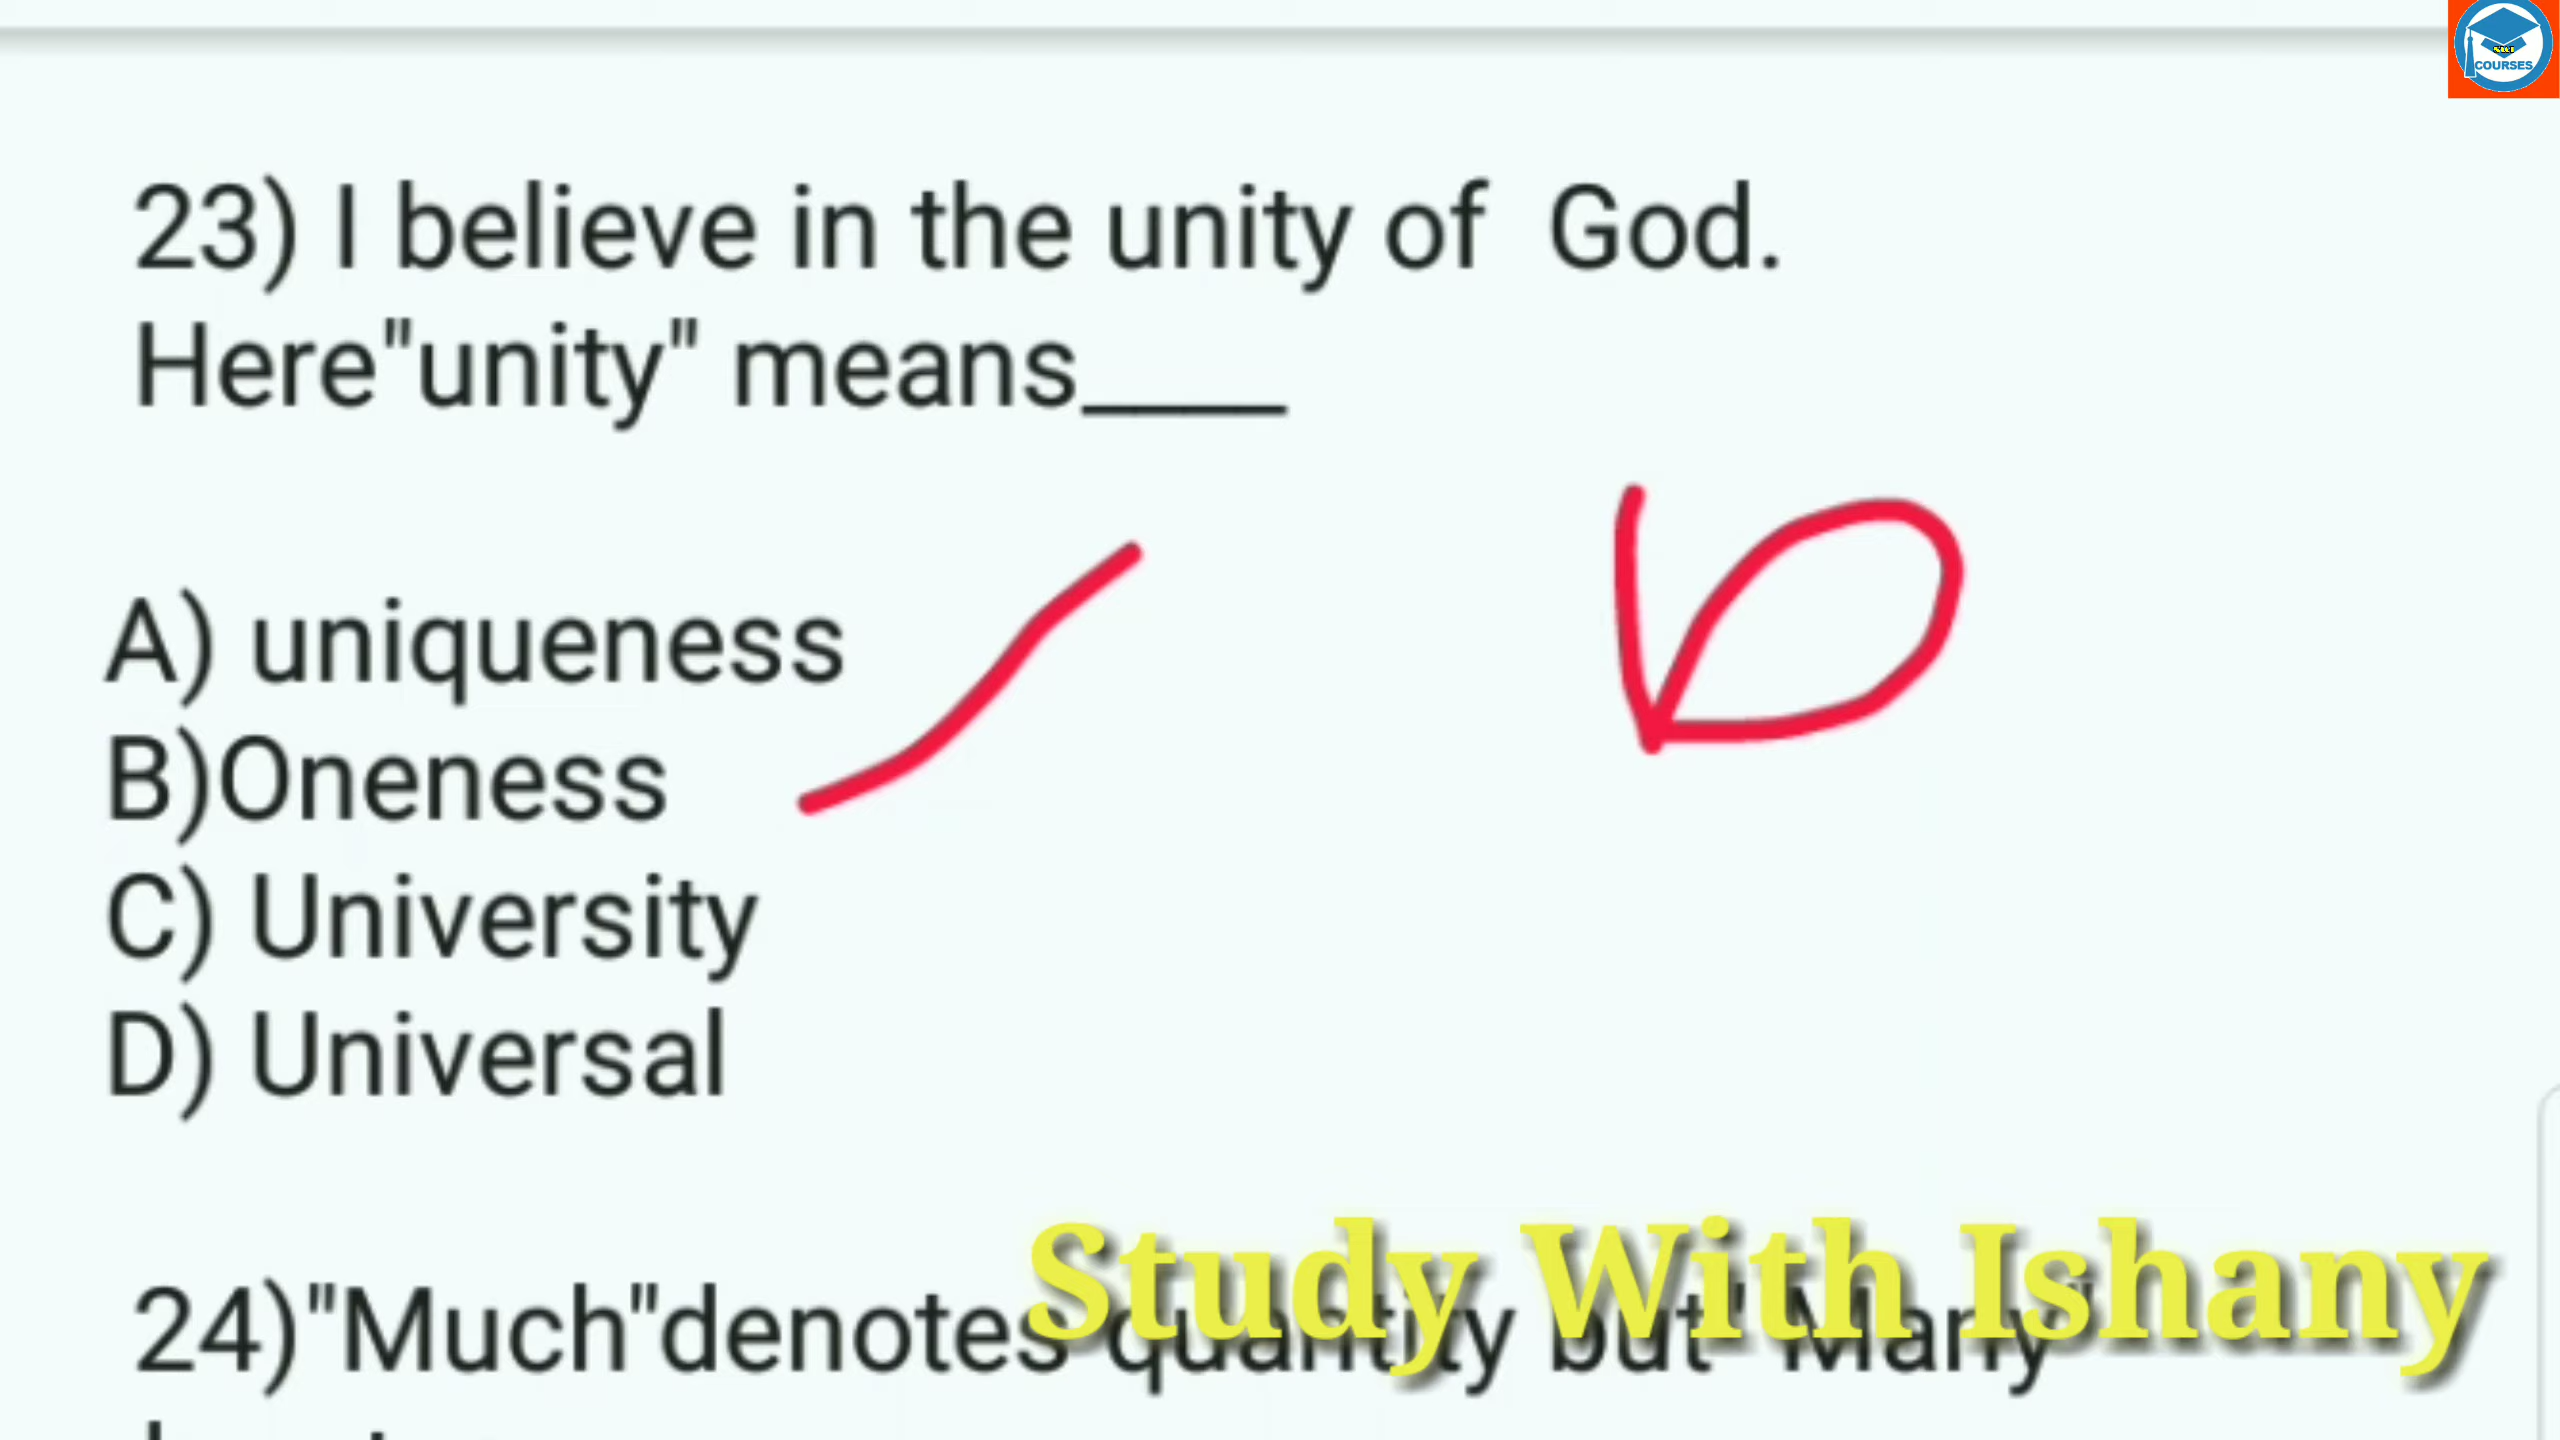 COURSES
23) I believe in the unity of God.
Here"unity" means____
A) uniqueness
B)Oneness
C) University
D) Universal
Study With Ishany
24)"Much"denotes quantity but" Many"